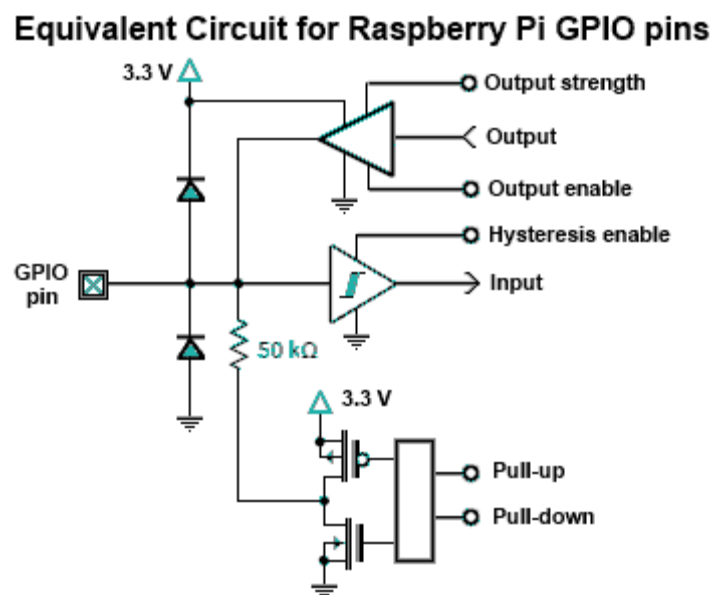 Equivalent Circuit for Raspberry Pi GPIO pins
3.3 V
Output strength
Output
Output enable
Hysteresis enable
GPIO
pin
Input
50 kΩ
3.3 V
Pull-up
Pull-down